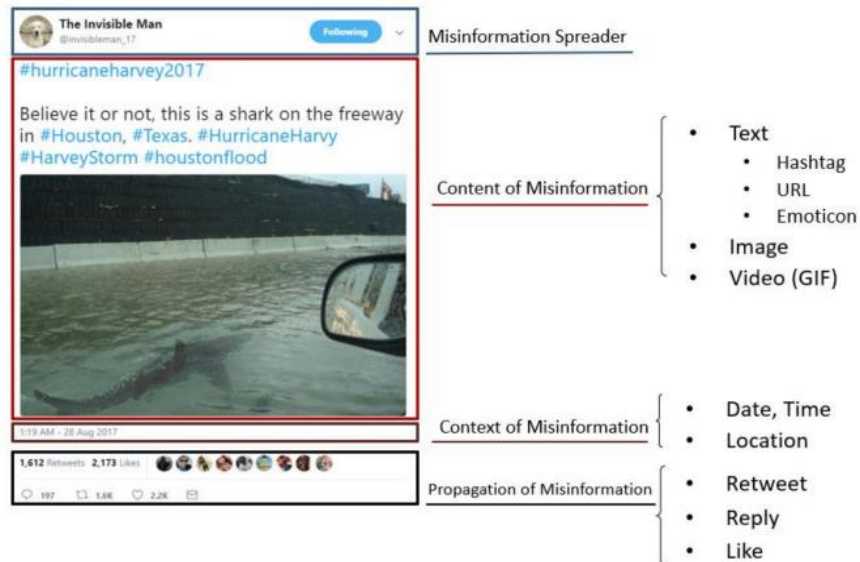 The Invisible Man
@invisibleman_17
Following
Misinformation Spreader
#hurricaneharvey2017
Believe it or not, this is a shark on the freeway
in #Houston, #Texas. #HurricaneHarvy
#HarveyStorm #houstonflood
Content of Misinformation
• Text
• Hashtag
• URL
• Emoticon
• Image
• Video (GIF)
1:19 AM - 28 Aug 2017
Context of Misinformation
• Date, Time
• Location
1,612 Retweets 2,173 Likes
197 1.6K 2.2K
Propagation of Misinformation
• Retweet
• Reply
• Like